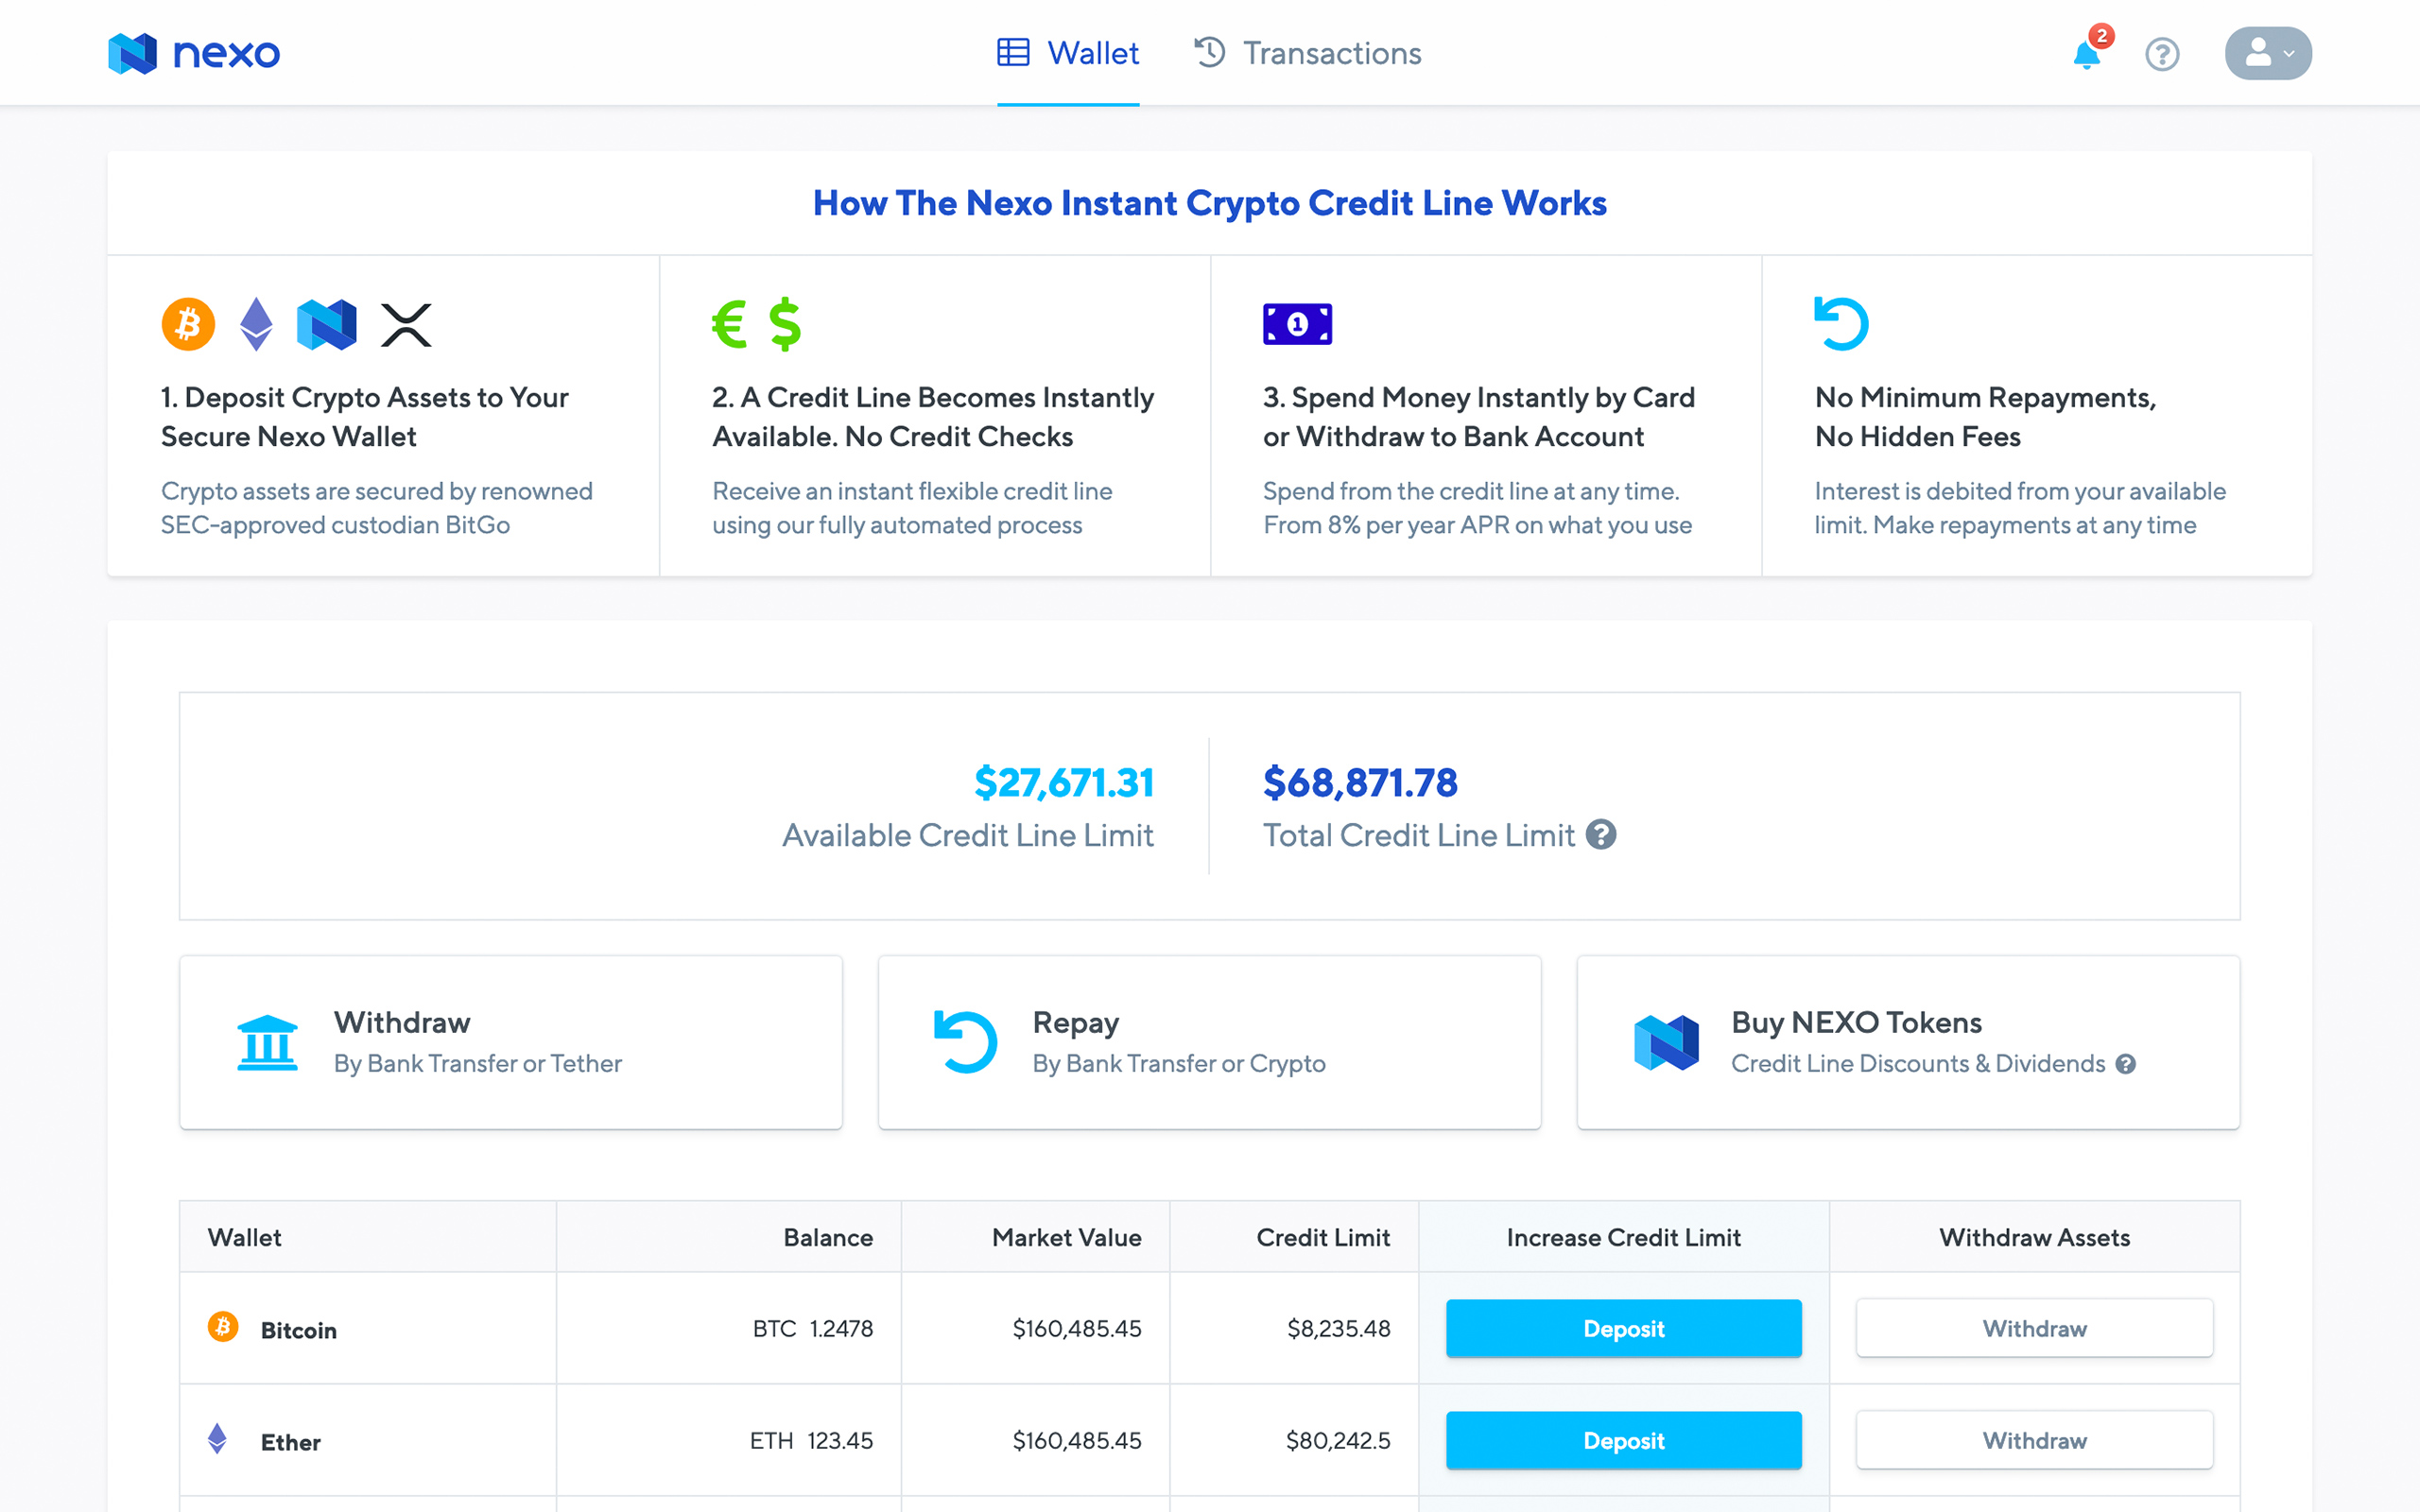 nexo
Wallet
Transactions
2
How The Nexo Instant Crypto Credit Line Works
1. Deposit Crypto Assets to Your
Secure Nexo Wallet
Crypto assets are secured by renowned
SEC-approved custodian BitGo
2. A Credit Line Becomes Instantly
Available. No Credit Checks
Receive an instant flexible credit line
using our fully automated process
3. Spend Money Instantly by Card
or Withdraw to Bank Account
Spend from the credit line at any time.
From 8% per year APR on what you use
No Minimum Repayments,
No Hidden Fees
Interest is debited from your available
limit. Make repayments at any time
$27,671.31
Available Credit Line Limit
$68,871.78
Total Credit Line Limit
Withdraw
By Bank Transfer or Tether
Repay
By Bank Transfer or Crypto
Buy NEXO Tokens
Credit Line Discounts & Dividends
Wallet Balance Market Value Credit Limit Increase Credit Limit Withdraw Assets
Bitcoin BTC 1.2478 $160,485.45 $8,235.48 Deposit Withdraw
Ether ETH 123.45 $160,485.45 $80,242.5 Deposit Withdraw